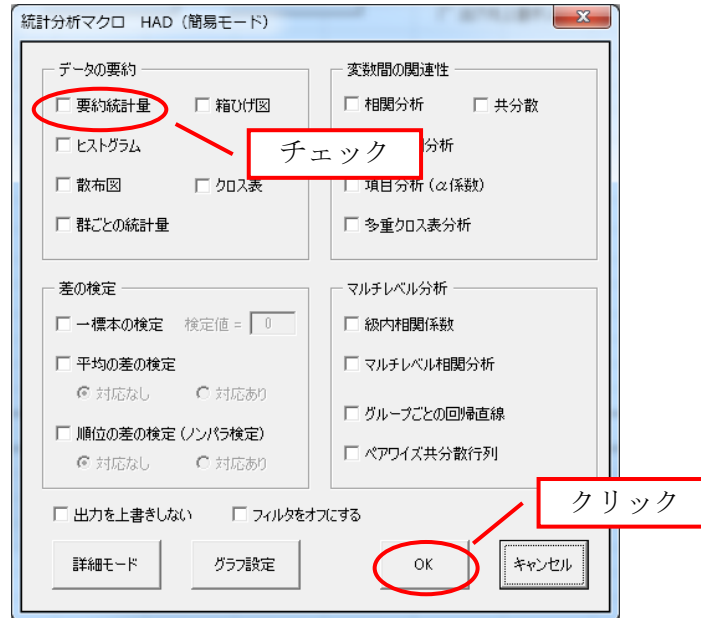 統計分析マクロ HAD (簡易モード)
データの要約
要約統計量 箱ひげ図
ヒストグラム
散布図 クロス表
群ごとの統計量
変数間の関連性
相関分析 共分散
分析
項目分析 (α係数)
多重クロス表分析
チェック
差の検定
一標本の検定 検定値 = 0
平均の差の検定
対応なし 対応あり
順位の差の検定 (ノンパラ検定)
対応なし 対応あり
マルチレベル分析
級内相関係数
マルチレベル相関分析
グループごとの回帰直線
ペアワイズ共分散行列
出力を上書きしない フィルタをオフにする
クリック
詳細モード グラフ設定 OK キャンセル